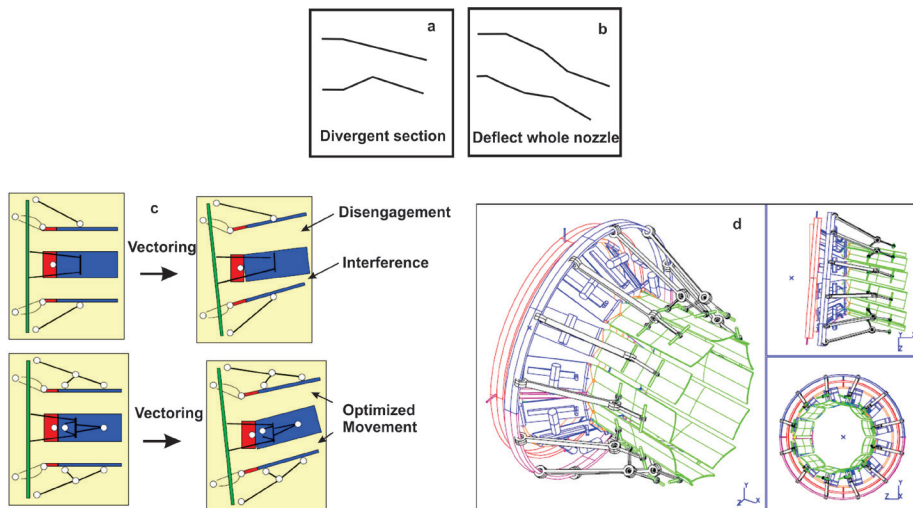 a
Divergent section
b
Deflect whole nozzle
c
Vectoring
Disengagement
Interference
Vectoring
Optimized
Movement
d
Y
Z X
Z
Y
Z X